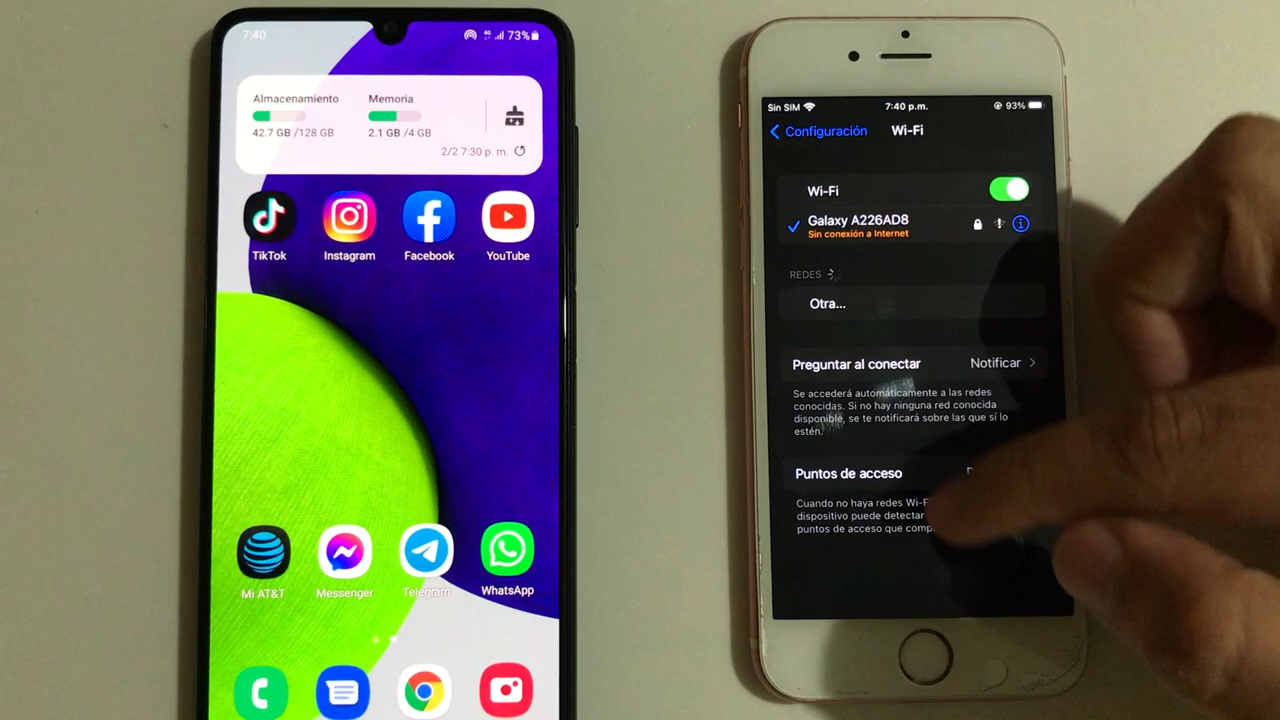 7:40
73%
Almacenamiento
Memoria
42.7 GB /128 GB
2.1 GB /4 GB
2/2 7:30 p. m.
TikTok
Instagram
Facebook
YouTube
Mi AT&T
Messenger
Telegram
WhatsApp
Sin SIM
7:40 p.m.
93%
Configuración
Wi-Fi
Wi-Fi
Galaxy A226AD8
Sin conexión a Internet
REDES
Otra...
Preguntar al conectar
Notificar
Se accederá automáticamente a las redes
conocidas. Si no hay ninguna red conocida
disponible, se te notificará sobre las que sí lo
estén.
Puntos de acceso
Cuando no haya redes Wi-F
dispositivo puede detectar
puntos de acceso que comp